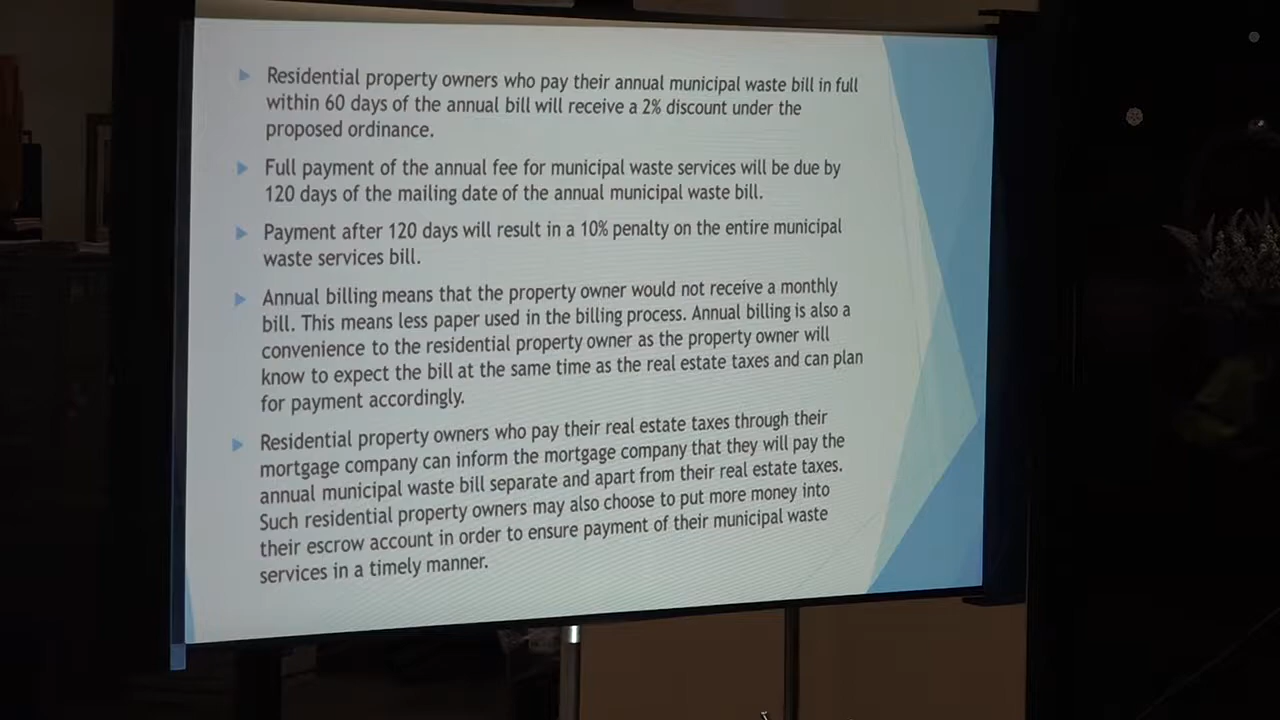 Residential property owners who pay their annual municipal waste bill in full
within 60 days of the annual bill will receive a 2% discount under the
proposed ordinance.
Full payment of the annual fee for municipal waste services will be due by
120 days of the mailing date of the annual municipal waste bill.
Payment after 120 days will result in a 10% penalty on the entire municipal
waste services bill.
Annual billing means that the property owner would not receive a monthly
bill. This means less paper used in the billing process. Annual billing is also a
convenience to the residential property owner as the property owner will
know to expect the bill at the same time as the real estate taxes and can plan
for payment accordingly.
Residential property owners who pay their real estate taxes through their
mortgage company can inform the mortgage company that they will pay the
annual municipal waste bill separate and apart from their real estate taxes.
Such residential property owners may also choose to put more money into
their escrow account in order to ensure payment of their municipal waste
services in a timely manner.